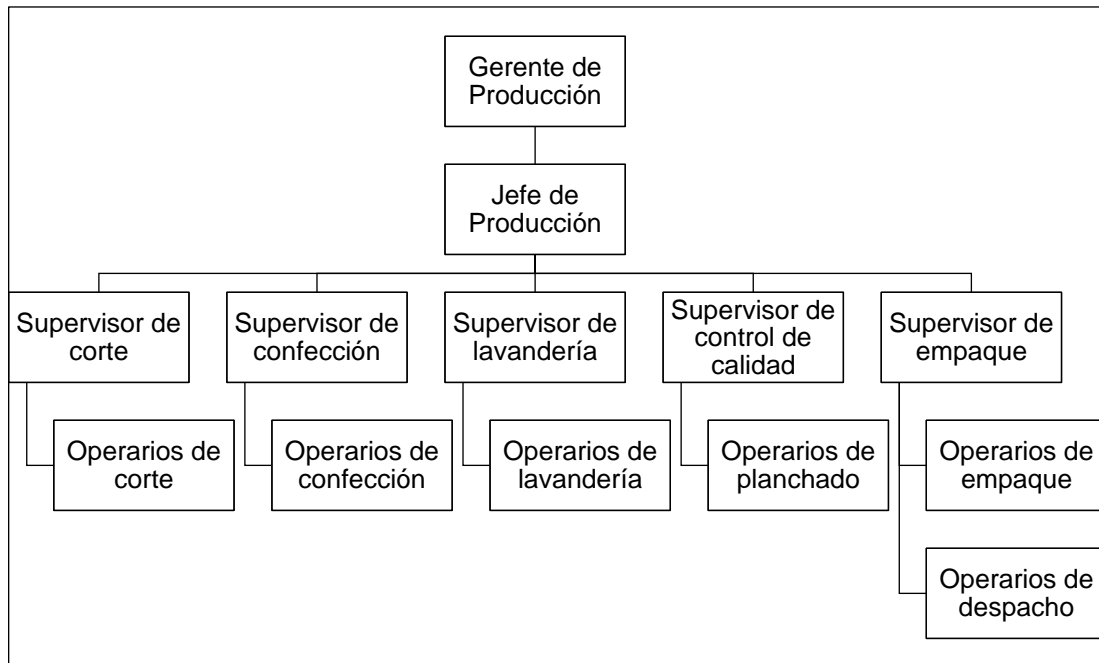 Gerente de
Producción
Jefe de
Producción
Supervisor de
corte
Supervisor de
confección
Supervisor de
lavandería
Supervisor de
control de
calidad
Supervisor de
empaque
Operarios de
corte
Operarios de
confección
Operarios de
lavandería
Operarios de
planchado
Operarios de
empaque
Operarios de
despacho